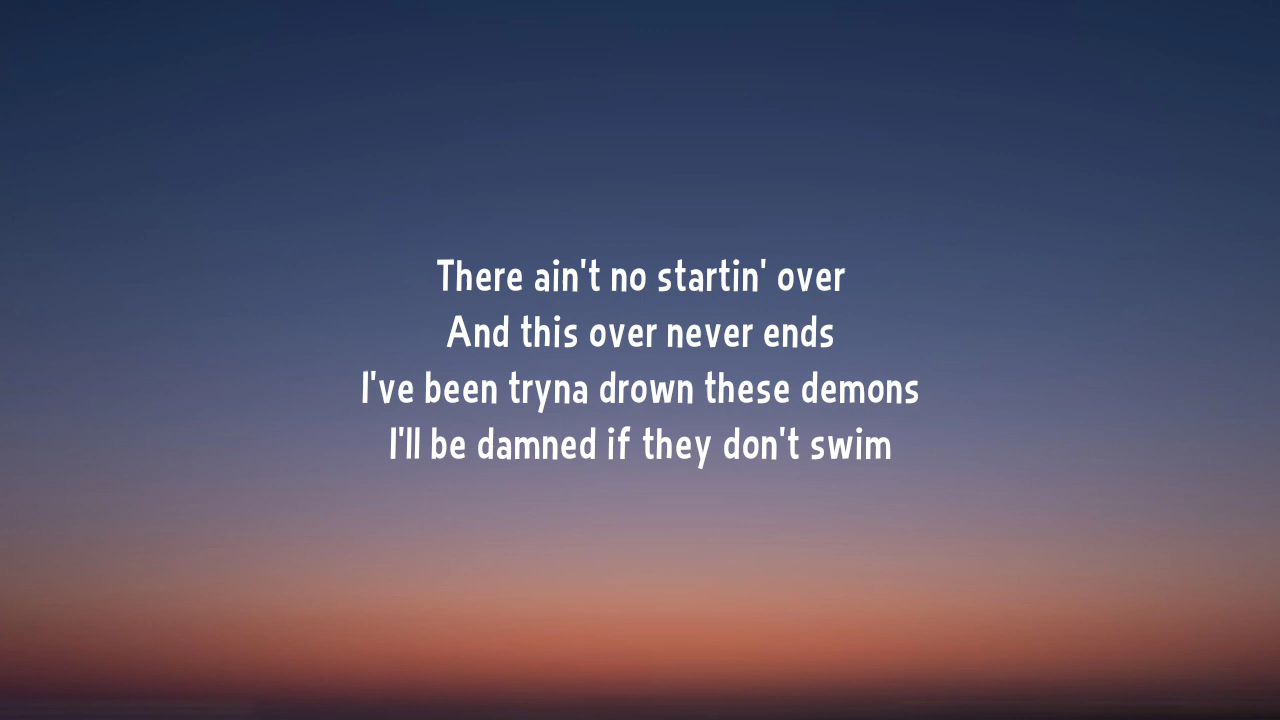 There ain't no startin' over
And this over never ends
I've been tryna drown these demons
I'll be damned if they don't swim